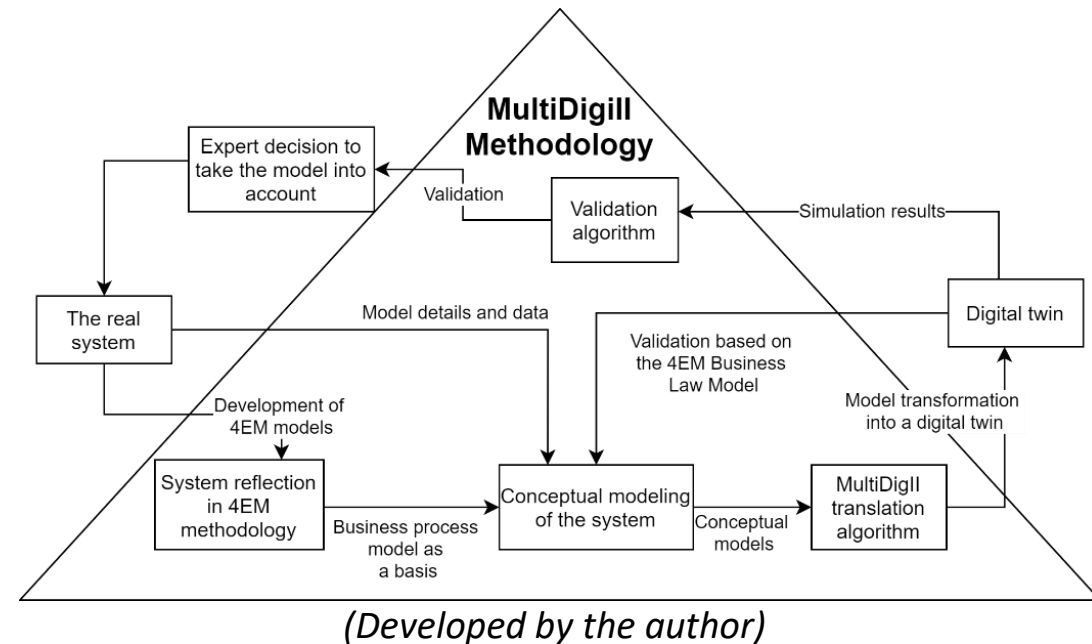 MultiDigiII
Methodology
Expert decision to
take the model into
account
Validation
Validation
algorithm
Simulation results
The real
system
Model details and data
Digital twin
Validation based on
the 4EM Business
Law Model
Model transformation
into a digital twin
Development of
4EM models
System reflection
in 4EM
methodology
Business process
model as
a basis
Conceptual modeling
of the system
Conceptual
models
MultiDigII
translation
algorithm
(Developed by the author)